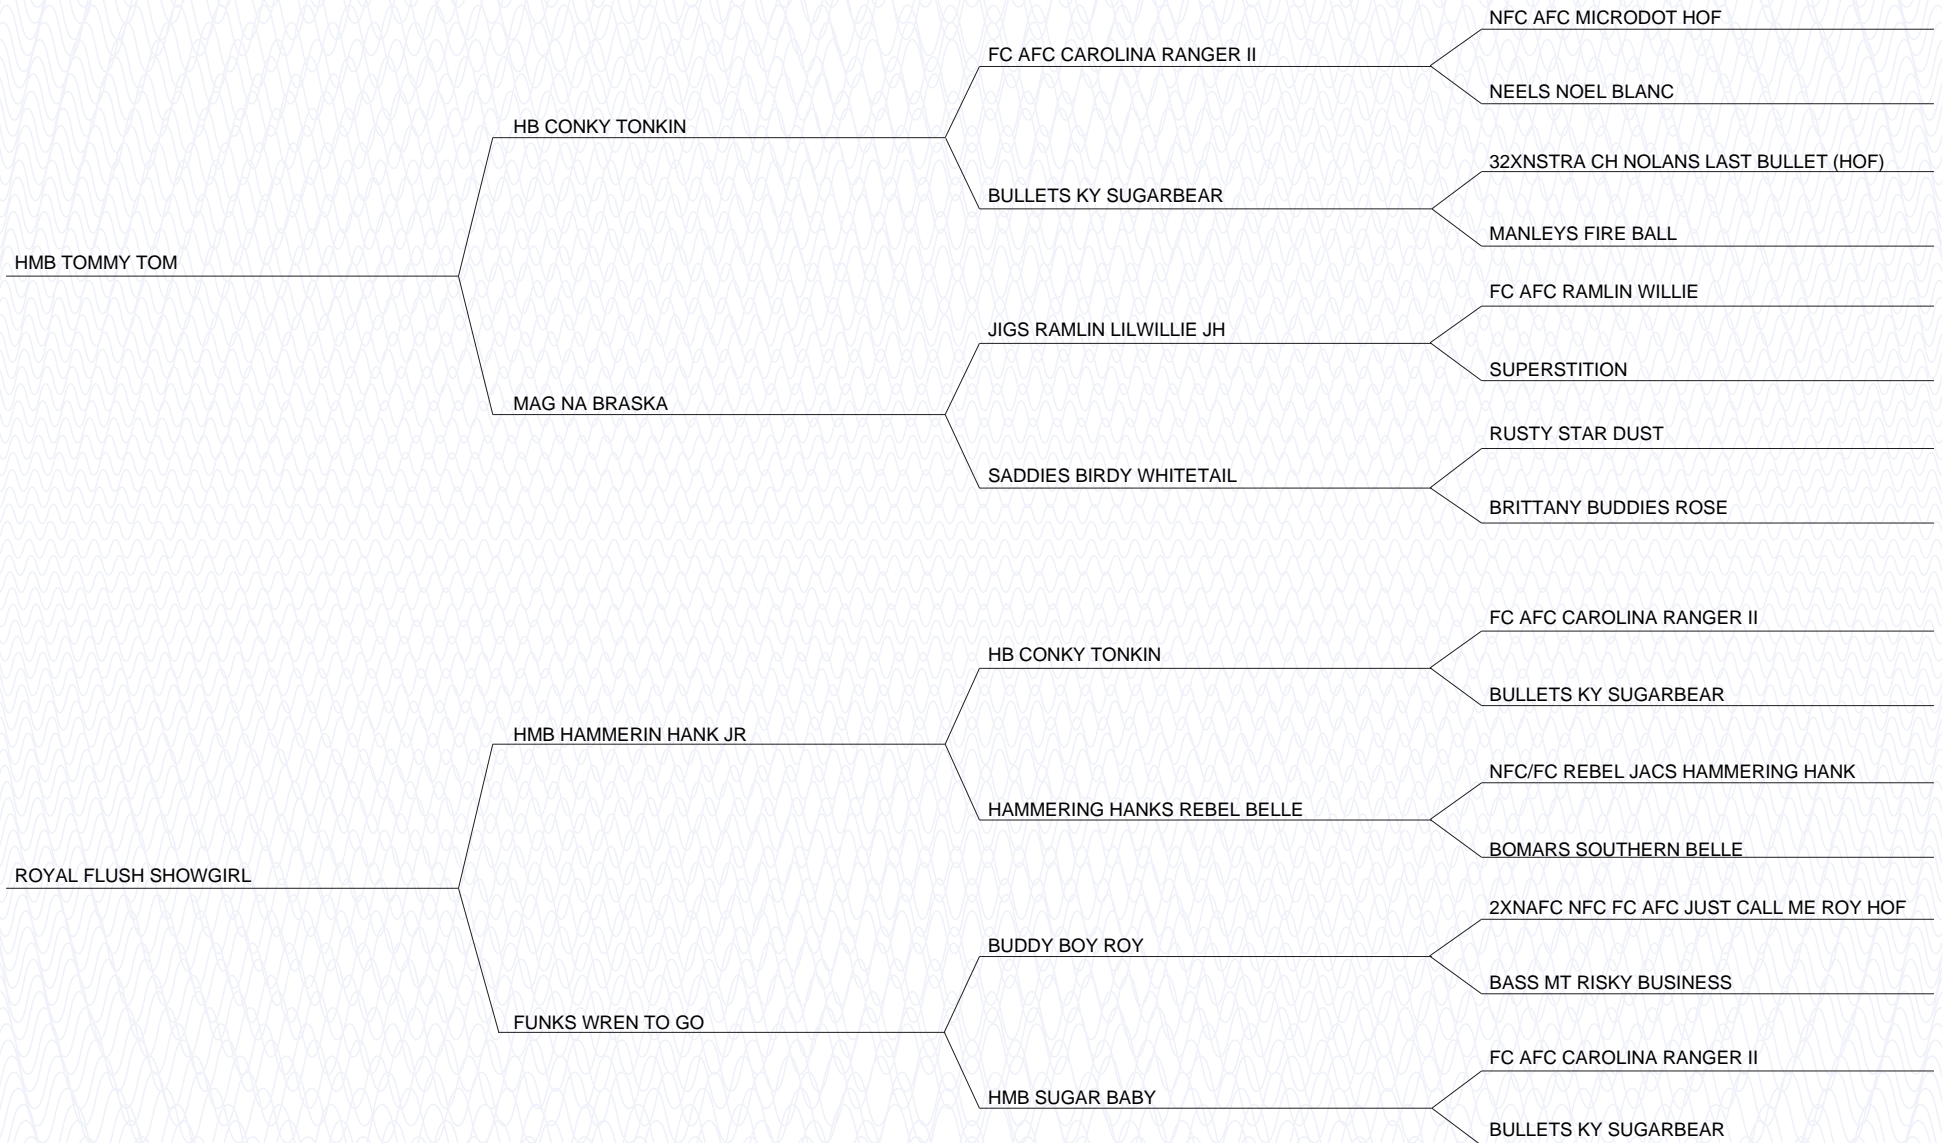 NFC AFC MICRODOT HOF
FC AFC CAROLINA RANGER II
NEELS NOEL BLANC
HB CONKY TONKIN
32XNSTRA CH NOLANS LAST BULLET (HOF)
BULLETS KY SUGARBEAR
MANLEYS FIRE BALL
HMB TOMMY TOM
FC AFC RAMLIN WILLIE
JIGS RAMLIN LILWILLIE JH
SUPERSTITION
MAG NA BRASKA
RUSTY STAR DUST
SADDIES BIRDY WHITETAIL
BRITTANY BUDDIES ROSE
FC AFC CAROLINA RANGER II
HB CONKY TONKIN
BULLETS KY SUGARBEAR
HMB HAMMERIN HANK JR
NFC/FC REBEL JACS HAMMERING HANK
HAMMERING HANKS REBEL BELLE
BOMARS SOUTHERN BELLE
ROYAL FLUSH SHOWGIRL
2XNAFC NFC FC AFC JUST CALL ME ROY HOF
BUDDY BOY ROY
BASS MT RISKY BUSINESS
FUNKS WREN TO GO
FC AFC CAROLINA RANGER II
HMB SUGAR BABY
BULLETS KY SUGARBEAR